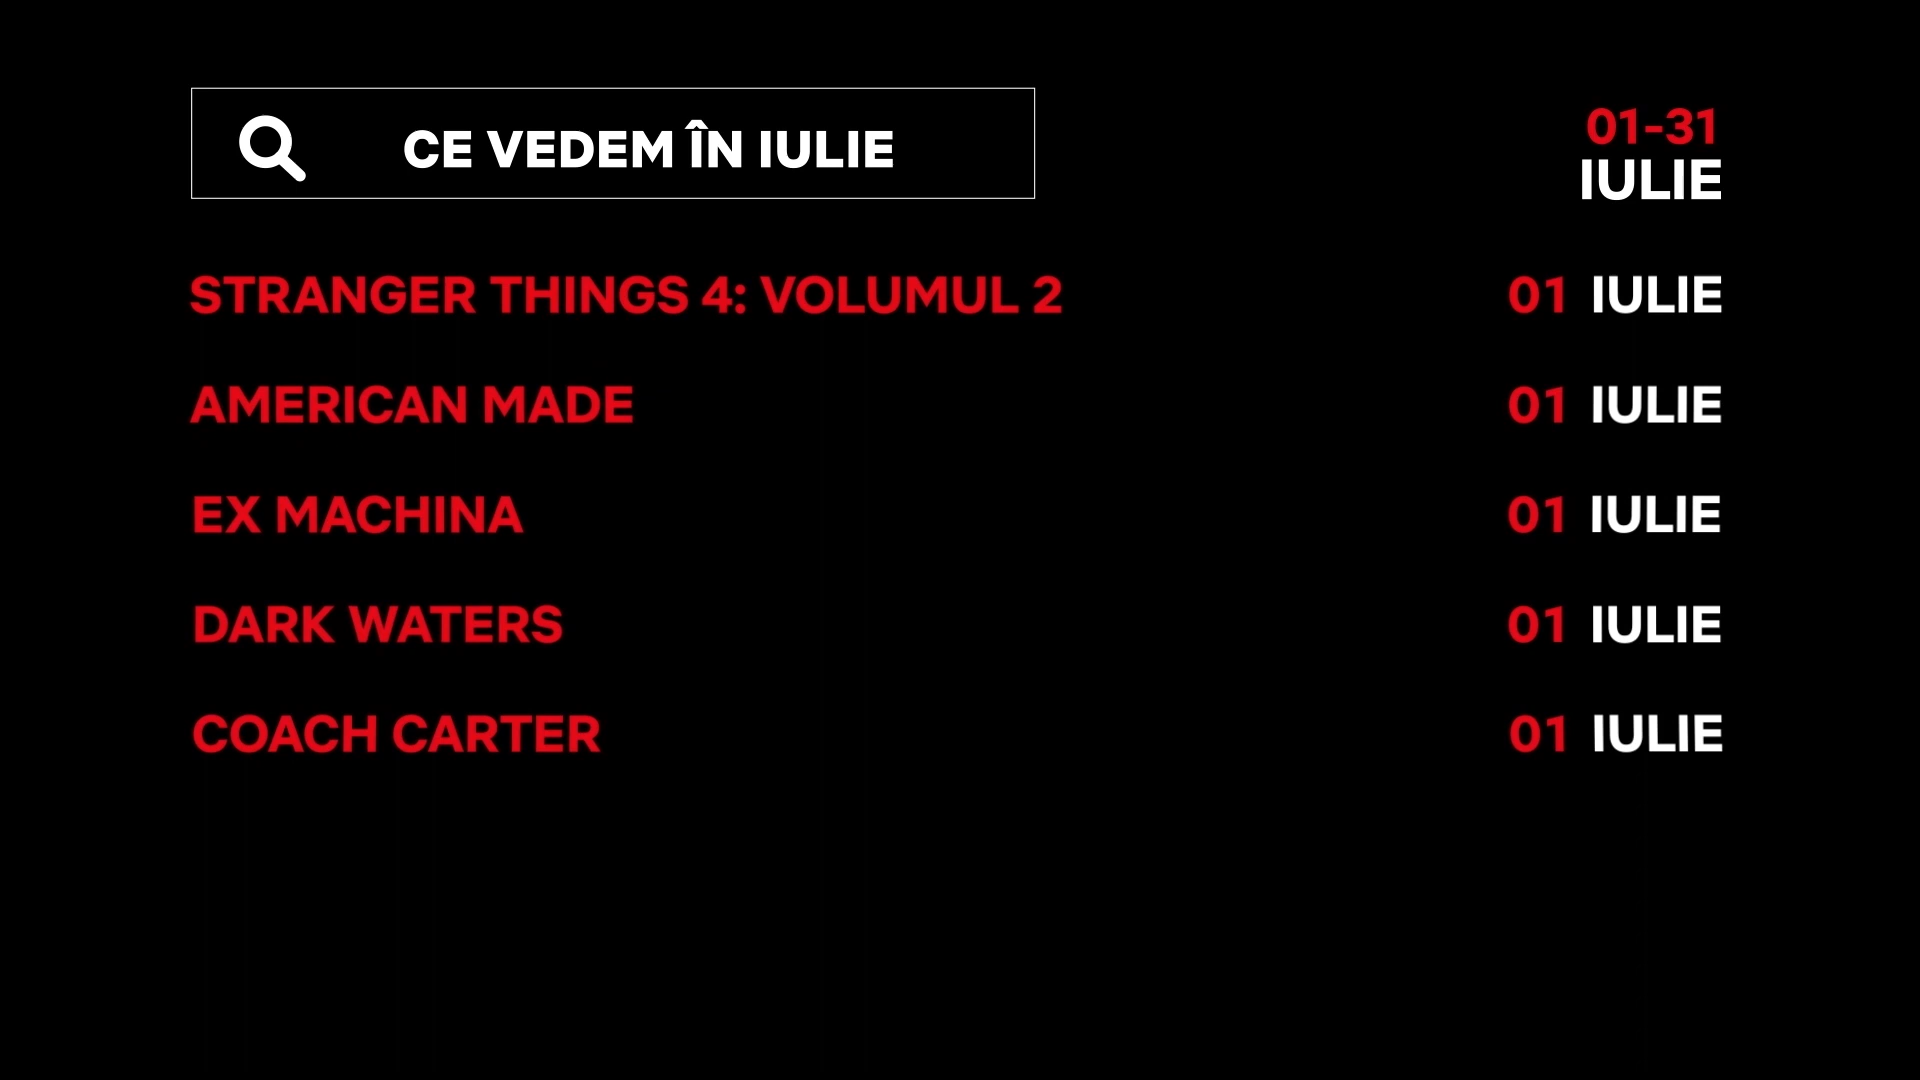 CE VEDEM ÎN IULIE
01-31
IULIE
STRANGER THINGS 4: VOLUMUL 2 01 IULIE
AMERICAN MADE 01 IULIE
EX MACHINA 01 IULIE
DARK WATERS 01 IULIE
COACH CARTER 01 IULIE